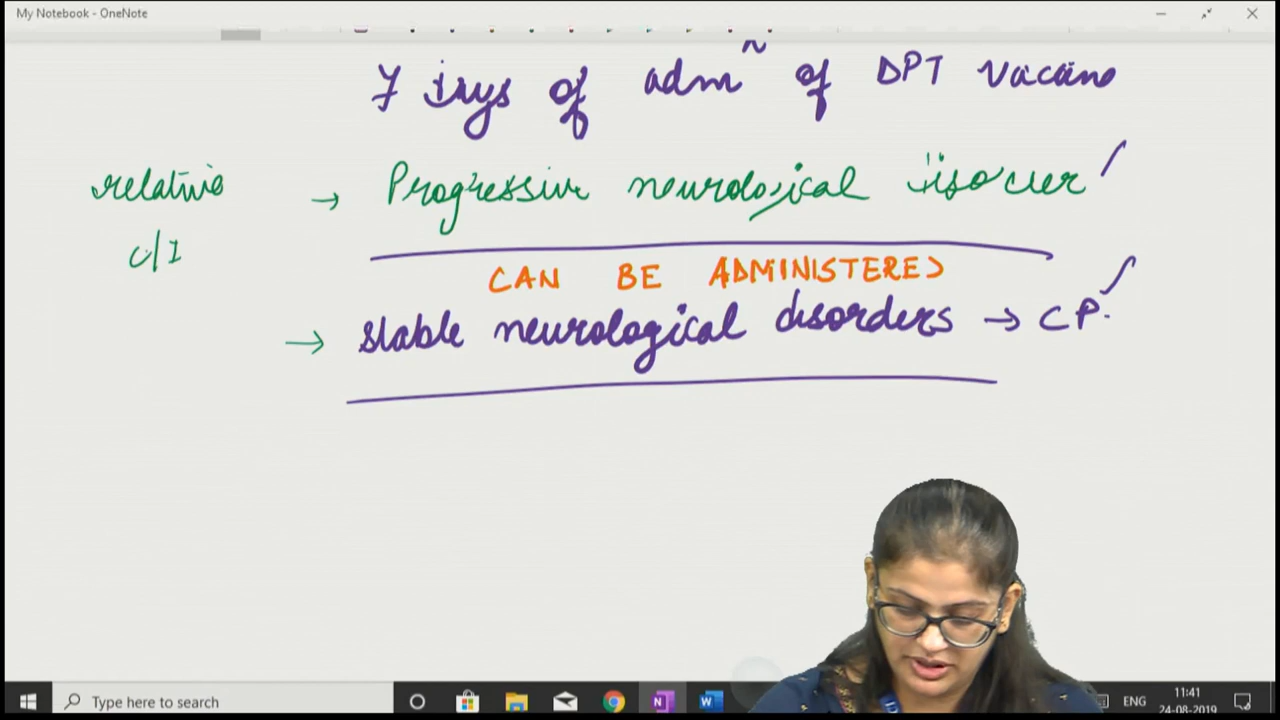 My Notebook - OneNote
7 days of adm^n of DPT vaccine
relative → Progressive neurological disorder
c/I
CAN BE ADMINISTERED
→ stable neurological disorders → CP.
Type here to search
ENG
11:41
24-08-2019